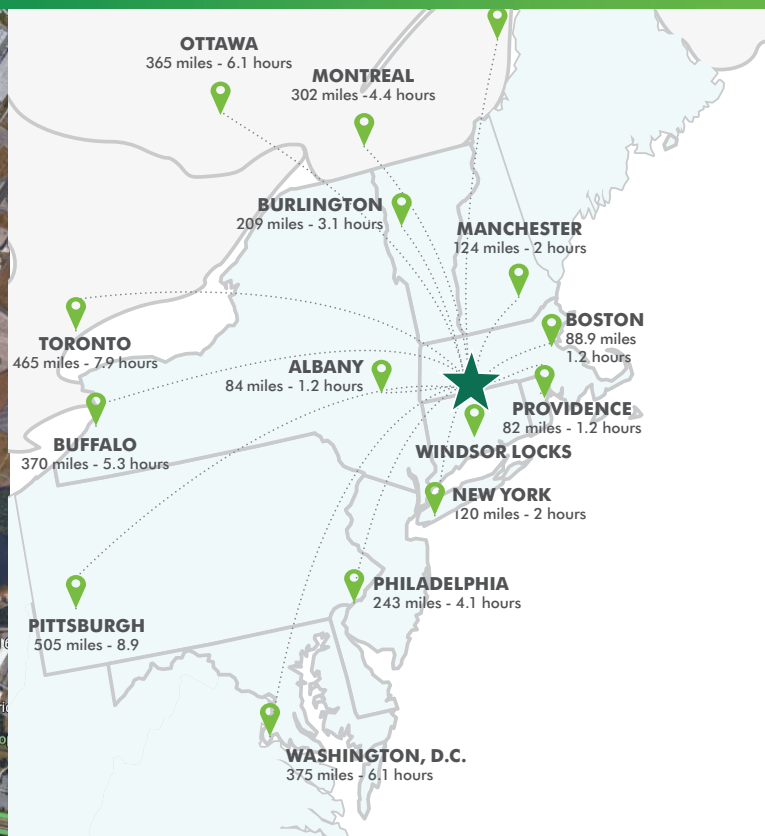 OTTAWA
365 miles - 6.1 hours
MONTREAL
302 miles -4.4 hours
BURLINGTON
209 miles - 3.1 hours
MANCHESTER
124 miles - 2 hours
BOSTON
88.9 miles
1.2 hours
TORONTO
465 miles - 7.9 hours
ALBANY
84 miles - 1.2 hours
PROVIDENCE
82 miles - 1.2 hours
BUFFALO
370 miles - 5.3 hours
WINDSOR LOCKS
NEW YORK
120 miles - 2 hours
PHILADELPHIA
243 miles - 4.1 hours
PITTSBURGH
505 miles - 8.9
WASHINGTON, D.C.
375 miles - 6.1 hours